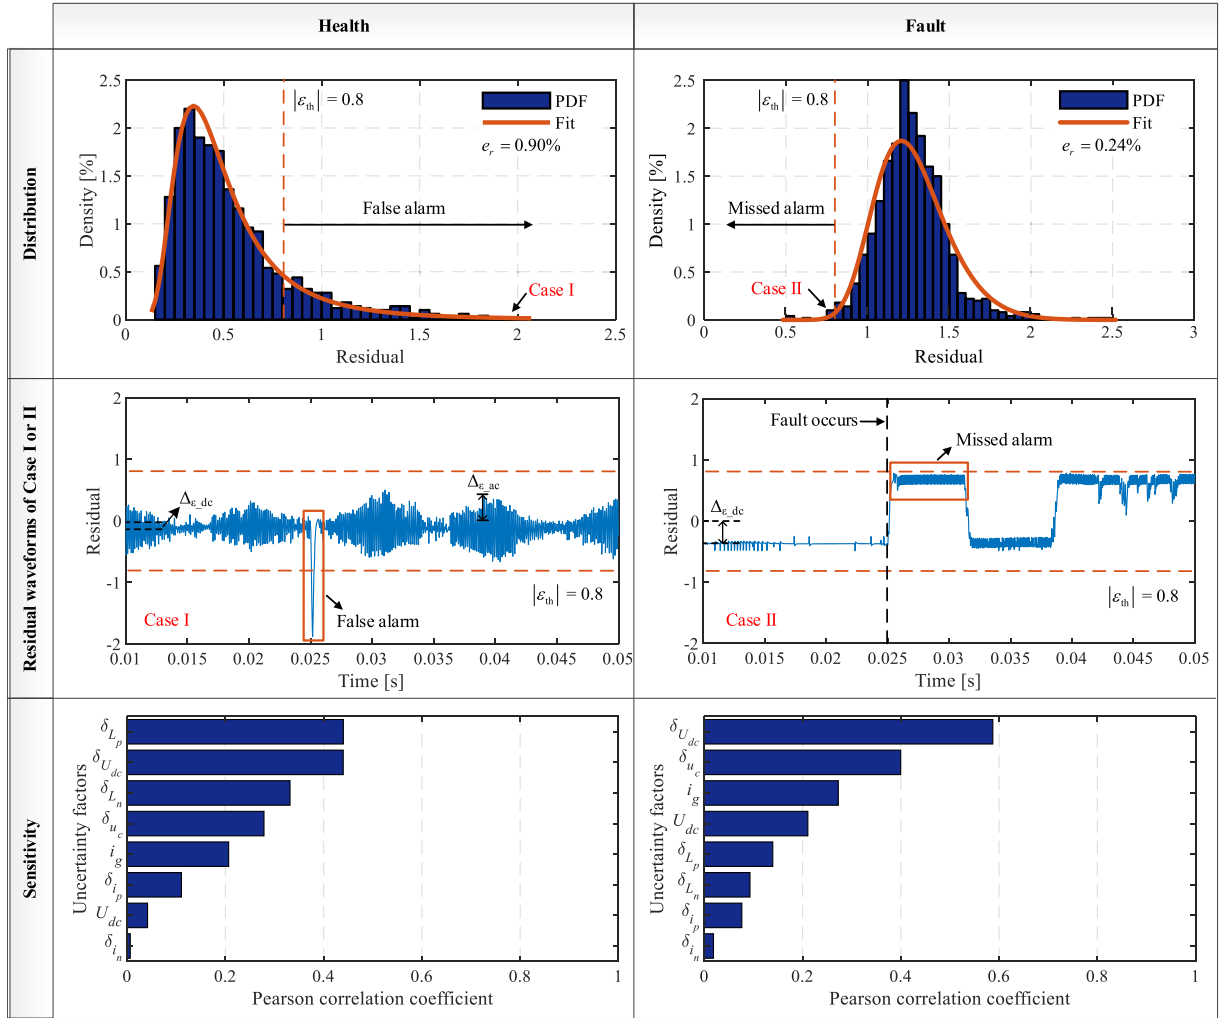 Health
Fault
Distribution
2.5
2
1.5
1
0.5
0
Density [%]
|εth| = 0.8
PDF
Fit
er = 0.90%
False alarm
Case I
0.5
1
1.5
2
2.5
Residual
2.5
2
1.5
1
0.5
0
Density [%]
|εth| = 0.8
PDF
Fit
er = 0.24%
Missed alarm
Case II
0
0.5
1
1.5
2
2.5
3
Residual
Residual waveforms of Case I or II
2
1
0
-1
-2
Residual
Δε_dc
Δε_ac
|εth| = 0.8
Case I
False alarm
0.01
0.015
0.02
0.025
0.03
0.035
0.04
0.045
0.05
Time [s]
2
1
0
-1
-2
Residual
Fault occurs
Missed alarm
Δε_dc
|εth| = 0.8
Case II
0.01
0.015
0.02
0.025
0.03
0.035
0.04
0.045
0.05
Time [s]
Sensitivity
Uncertainty factors
δLp
δUdc
δLn
δuc
ig
δip
Udc
δin
0
0.2
0.4
0.6
0.8
1
Pearson correlation coefficient
Uncertainty factors
δUdc
δuc
ig
Udc
δLp
δLn
δip
δin
0
0.2
0.4
0.6
0.8
1
Pearson correlation coefficient